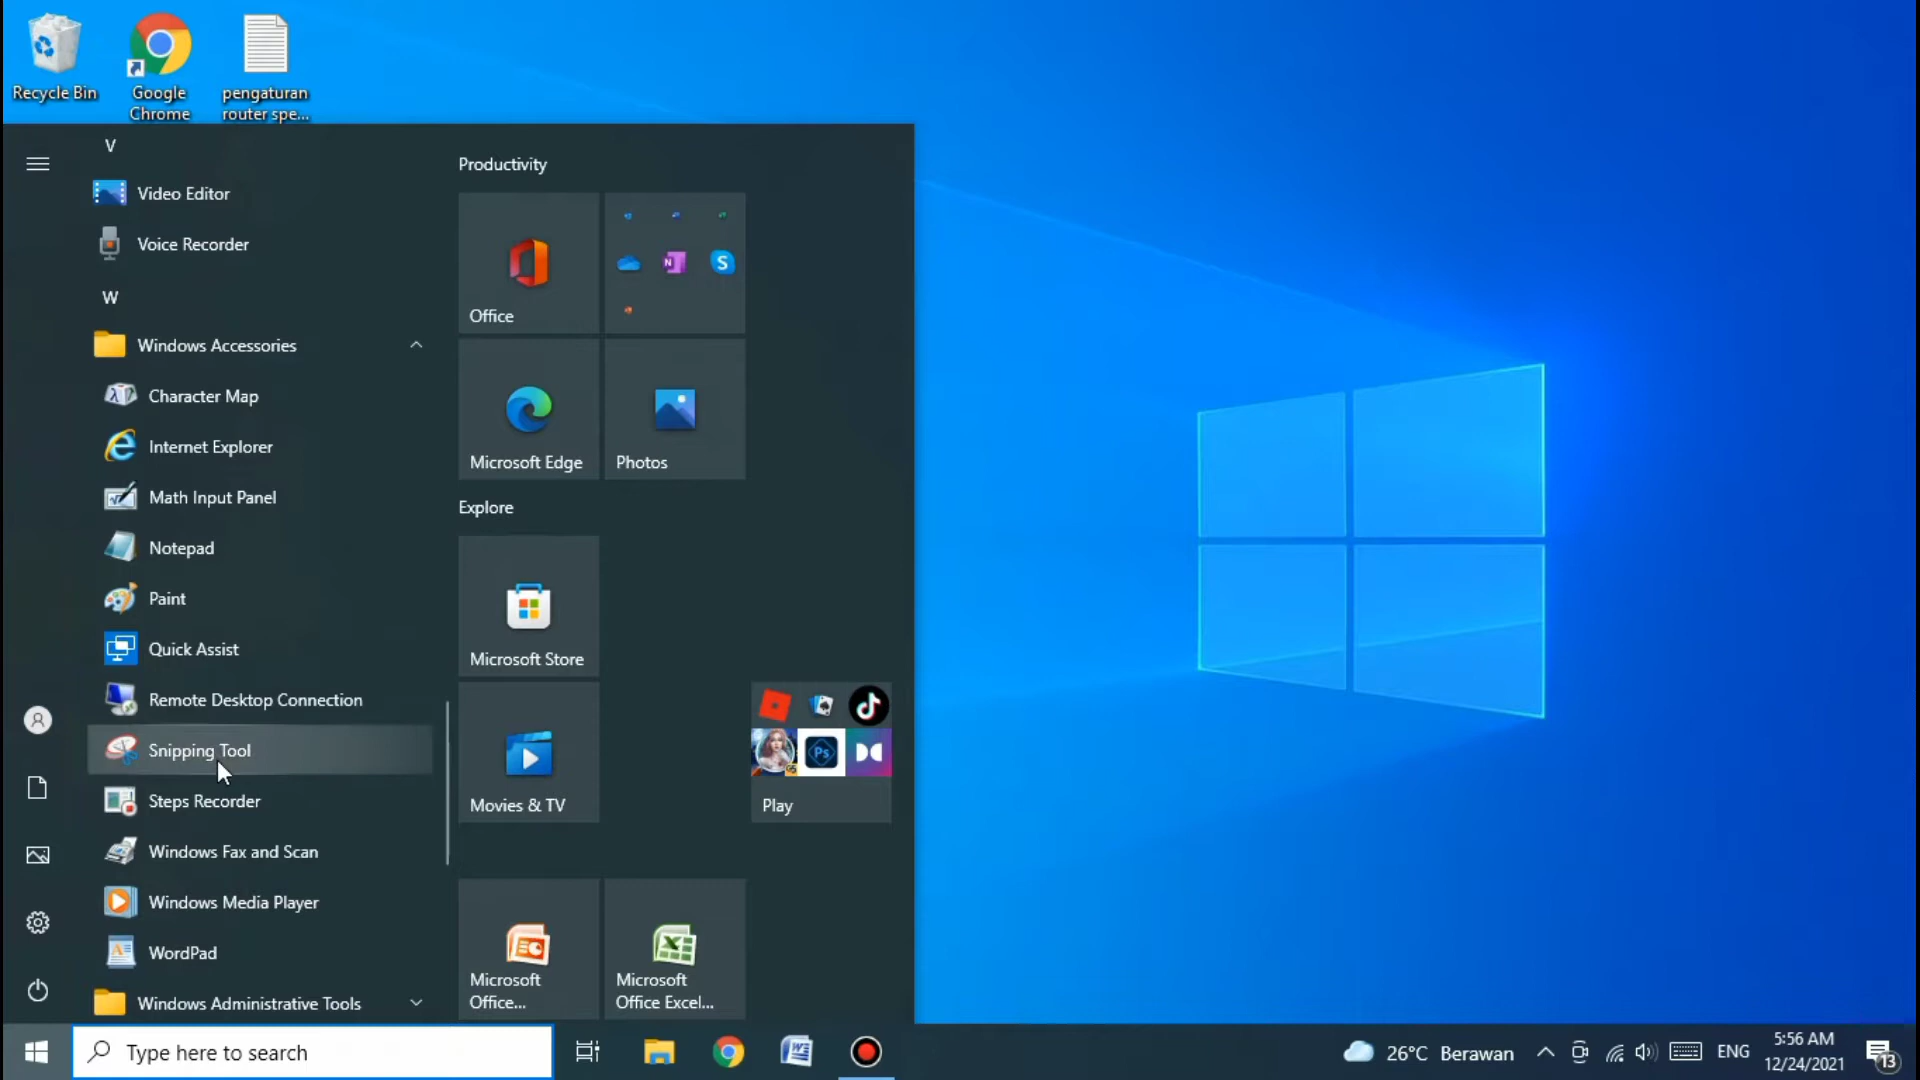 Recycle Bin
Google
Chrome
pengaturan
router spe...
V
Video Editor
Voice Recorder
W
Windows Accessories
Character Map
Internet Explorer
Math Input Panel
Notepad
Paint
Quick Assist
Remote Desktop Connection
Snipping Tool
Steps Recorder
Windows Fax and Scan
Windows Media Player
WordPad
Windows Administrative Tools
Productivity
Office
Microsoft Edge
Photos
Explore
Microsoft Store
Movies & TV
Ps
Play
Microsoft
Office...
Microsoft
Office Excel...
Type here to search
26°C Berawan
ENG
5:56 AM
12/24/2021
13